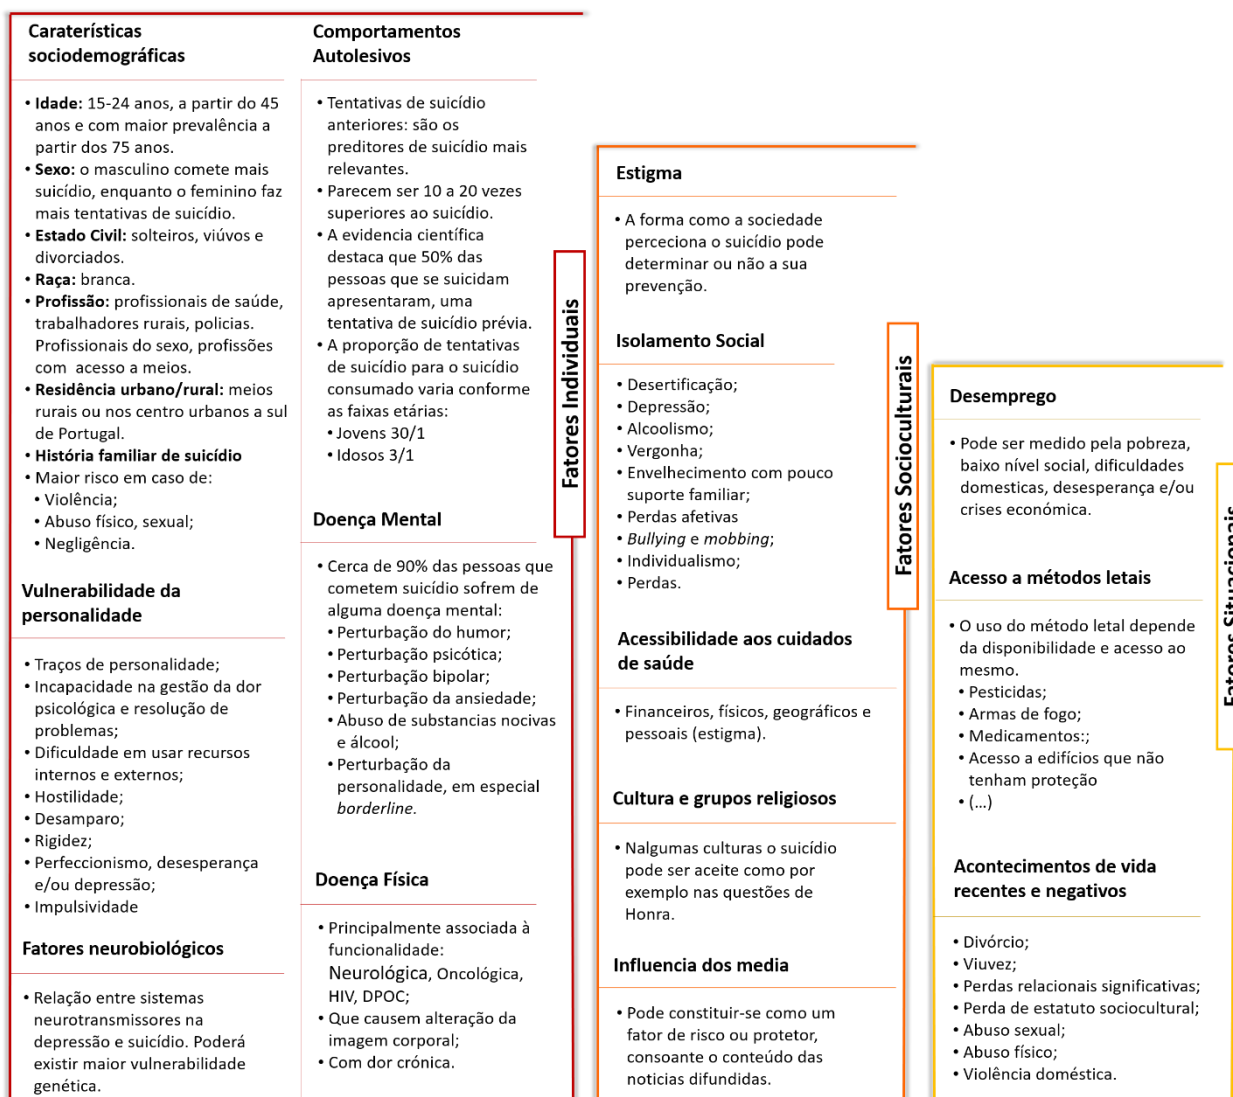 Caraterísticas
sociodemográficas
• Idade: 15-24 anos, a partir do 45
anos e com maior prevalência a
partir dos 75 anos.
• Sexo: o masculino comete mais
suicídio, enquanto o feminino faz
mais tentativas de suicídio.
• Estado Civil: solteiros, viúvos e
divorciados.
• Raça: branca.
• Profissão: profissionais de saúde,
trabalhadores rurais, policias.
Profissionais do sexo, profissões
com acesso a meios.
• Residência urbano/rural: meios
rurais ou nos centro urbanos a sul
de Portugal.
• História familiar de suicídio
• Maior risco em caso de:
• Violência;
• Abuso físico, sexual;
• Negligência.
Vulnerabilidade da
personalidade
• Traços de personalidade;
• Incapacidade na gestão da dor
psicológica e resolução de
problemas;
• Dificuldade em usar recursos
internos e externos;
• Hostilidade;
• Desamparo;
• Rigidez;
• Perfeccionismo, desesperança
e/ou depressão;
• Impulsividade
Fatores neurobiológicos
• Relação entre sistemas
neurotransmissores na
depressão e suicídio. Poderá
existir maior vulnerabilidade
genética.
Comportamentos
Autolesivos
• Tentativas de suicídio
anteriores: são os
preditores de suicídio mais
relevantes.
• Parecem ser 10 a 20 vezes
superiores ao suicídio.
• A evidencia científica
destaca que 50% das
pessoas que se suicidam
apresentaram, uma
tentativa de suicídio prévia.
• A proporção de tentativas
de suicídio para o suicídio
consumado varia conforme
as faixas etárias:
• Jovens 30/1
• Idosos 3/1
Doença Mental
• Cerca de 90% das pessoas que
cometem suicídio sofrem de
alguma doença mental:
• Perturbação do humor;
• Perturbação psicótica;
• Perturbação bipolar;
• Perturbação da ansiedade;
• Abuso de substancias nocivas
e álcool;
• Perturbação da
personalidade, em especial
borderline.
Doença Física
• Principalmente associada à
funcionalidade:
Neurológica, Oncológica,
HIV, DPOC;
• Que causem alteração da
imagem corporal;
• Com dor crónica.
Fatores Individuais
Estigma
• A forma como a sociedade
perceciona o suicídio pode
determinar ou não a sua
prevenção.
Isolamento Social
• Desertificação;
• Depressão;
• Alcoolismo;
• Vergonha;
• Envelhecimento com pouco
suporte familiar;
• Perdas afetivas
• Bullying e mobbing;
• Individualismo;
• Perdas.
Acessibilidade aos cuidados
de saúde
• Financeiros, físicos, geográficos e
pessoais (estigma).
Cultura e grupos religiosos
• Nalgumas culturas o suicídio
pode ser aceite como por
exemplo nas questões de
Honra.
Influencia dos media
• Pode constituir-se como um
fator de risco ou protetor,
consoante o conteúdo das
noticias difundidas.
Fatores Socioculturais
Desemprego
• Pode ser medido pela pobreza,
baixo nível social, dificuldades
domesticas, desesperança e/ou
crises económica.
Acesso a métodos letais
• O uso do método letal depende
da disponibilidade e acesso ao
mesmo.
• Pesticidas;
• Armas de fogo;
• Medicamentos:;
• Acesso a edifícios que não
tenham proteção
• (...)
Acontecimentos de vida
recentes e negativos
• Divórcio;
• Viuvez;
• Perdas relacionais significativas;
• Perda de estatuto sociocultural;
• Abuso sexual;
• Abuso físico;
• Violência doméstica.
Fatores Situacionais